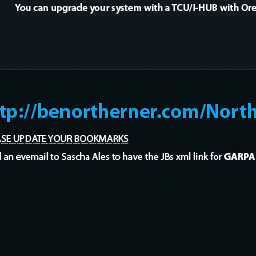 You can upgrade your system with a TCU/I-HUB with Ore
tp://benortherner.com/North
SE UPDATE YOUR BOOKMARKS
an evemail to Sascha Ales to have the JBs xml link for GARPA